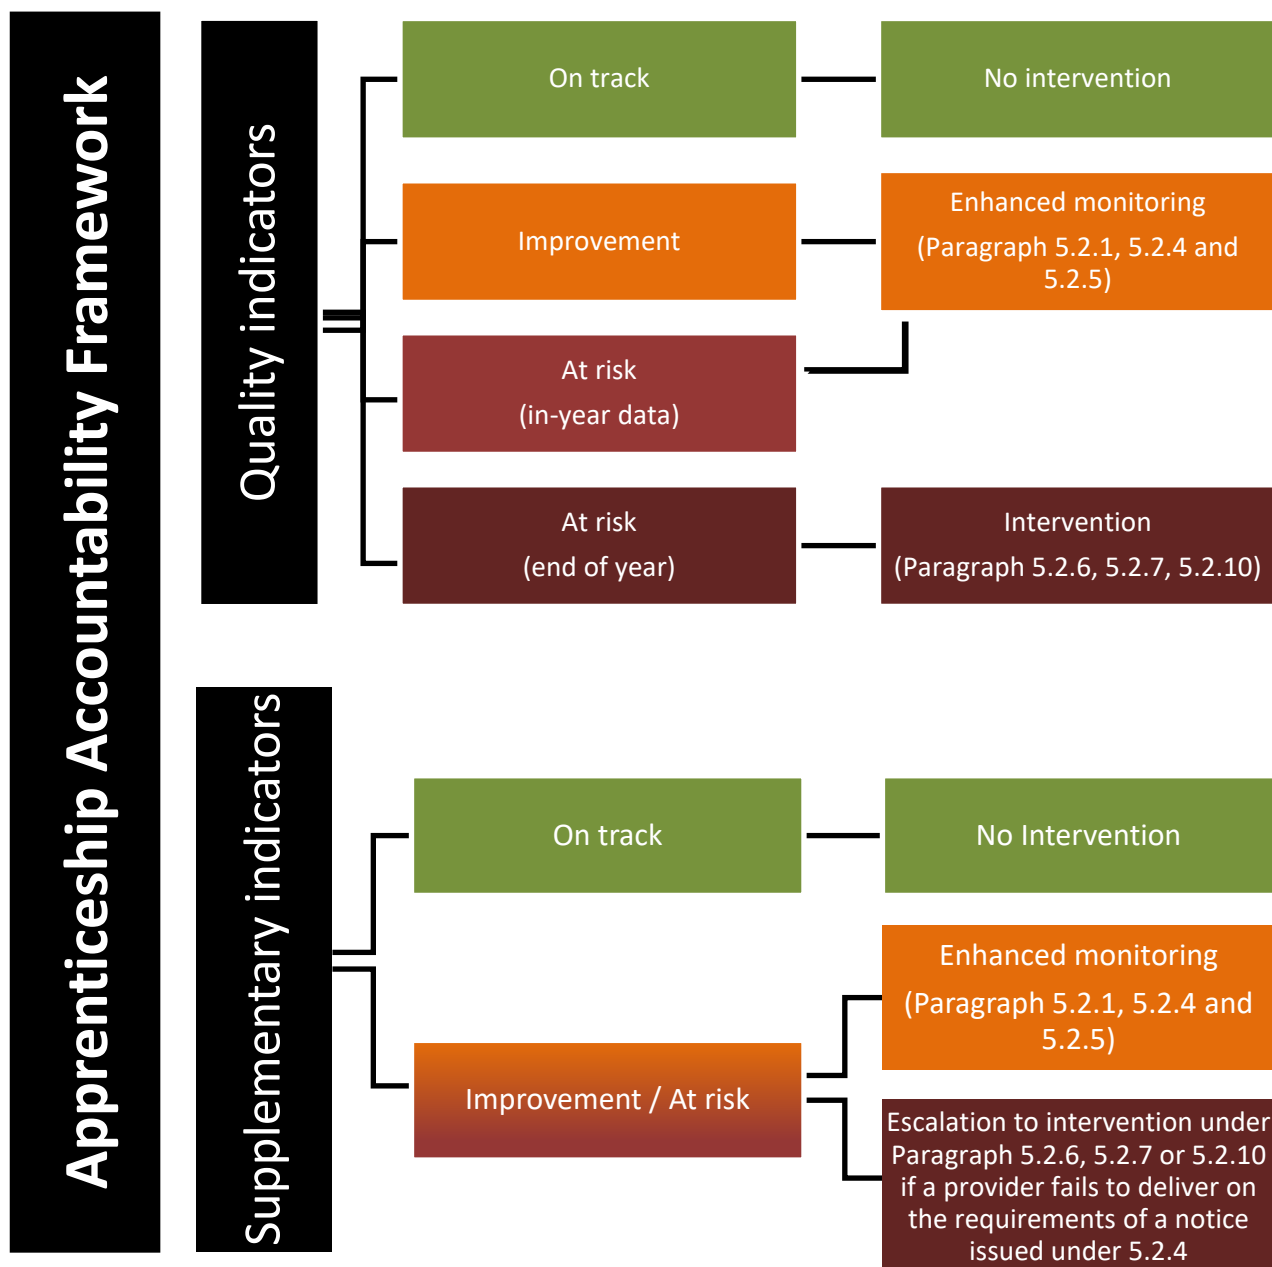 Apprenticeship Accountability Framework
Quality indicators
On track
No intervention
Improvement
Enhanced monitoring
(Paragraph 5.2.1, 5.2.4 and
5.2.5)
At risk
(in-year data)
At risk
(end of year)
Intervention
(Paragraph 5.2.6, 5.2.7, 5.2.10)
Supplementary indicators
On track
No Intervention
Improvement / At risk
Enhanced monitoring
(Paragraph 5.2.1, 5.2.4 and
5.2.5)
Escalation to intervention under
Paragraph 5.2.6, 5.2.7 or 5.2.10
if a provider fails to deliver on
the requirements of a notice
issued under 5.2.4